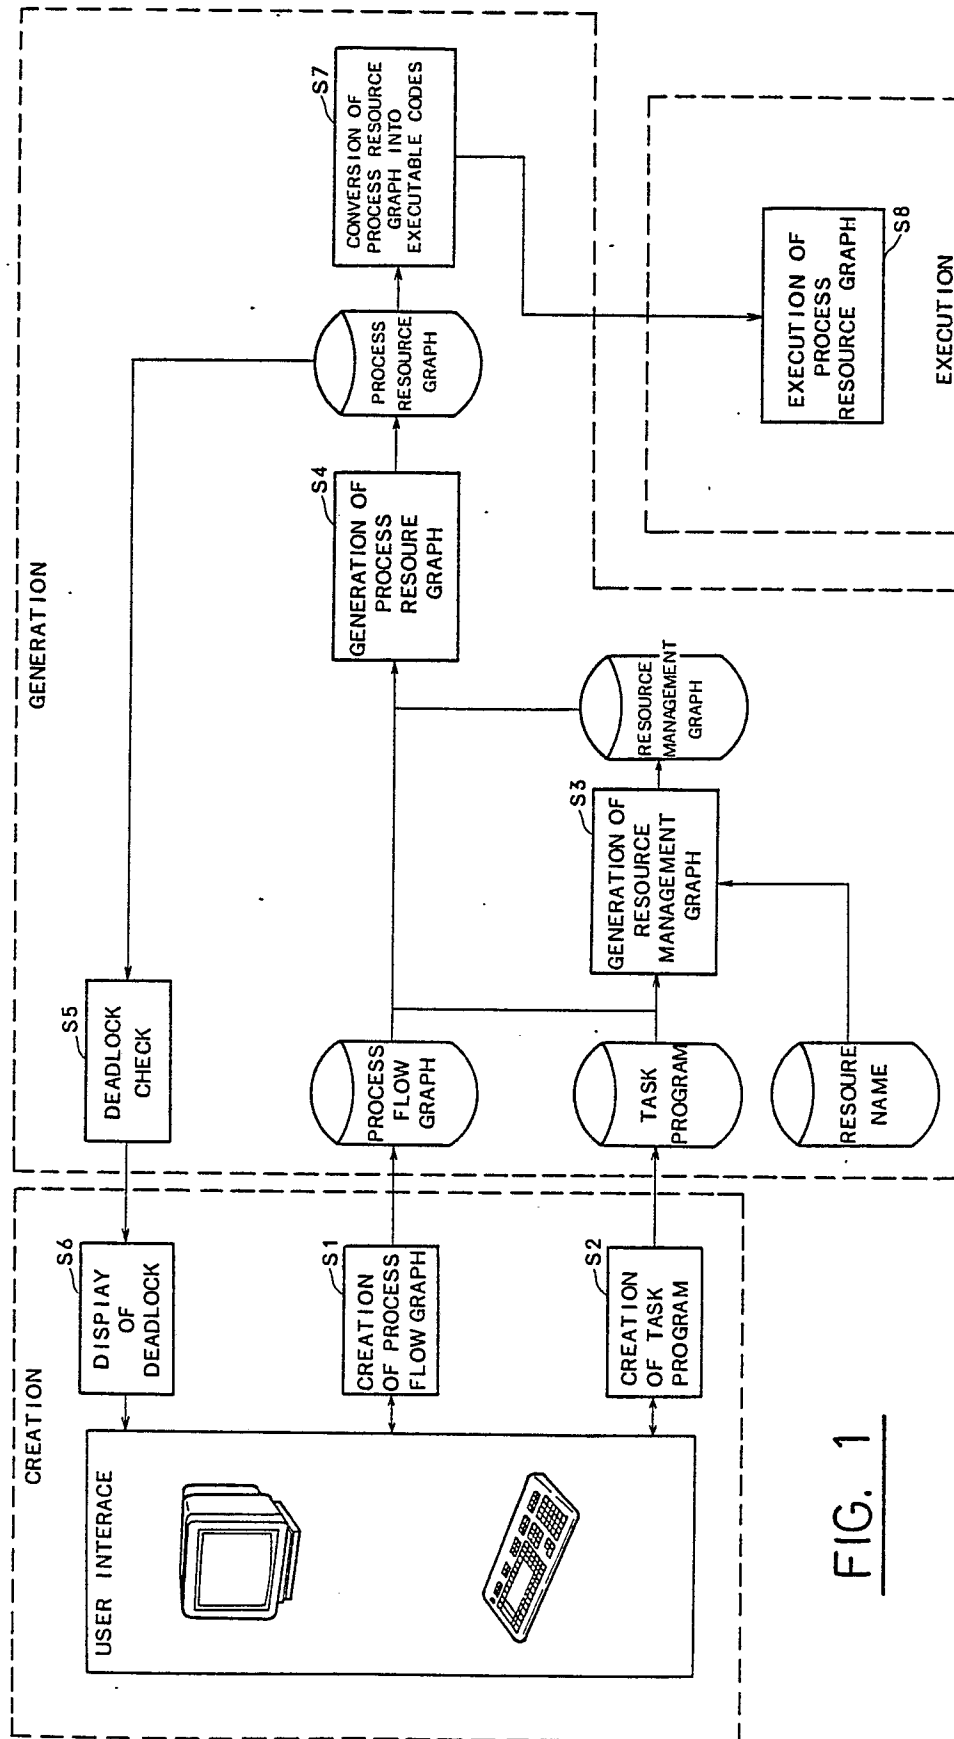 CREATION
USER INTERACE
S6
DISPLAY
OF
DEADLOCK
S1
CREATION
OF PROCESS
FLOW GRAPH
S2
CREATION
OF TASK
PROGRAM
GENERATION
S5
DEADLOCK
CHECK
PROCESS
FLOW
GRAPH
TASK
PROGRAM
RESOURE
NAME
S3
GENERATION OF
RESOURCE
MANAGEMENT
GRAPH
RESOURCE
MANAGEMENT
GRAPH
S4
GENERATION OF
PROCESS
RESOURE
GRAPH
PROCESS
RESOURCE
GRAPH
S7
CONVERSION OF
PROCESS RESOURCE
GRAPH INTO
EXECUTABLE CODES
EXECUTION OF
PROCESS
RESOURCE GRAPH
S8
EXECUTION
FIG. 1